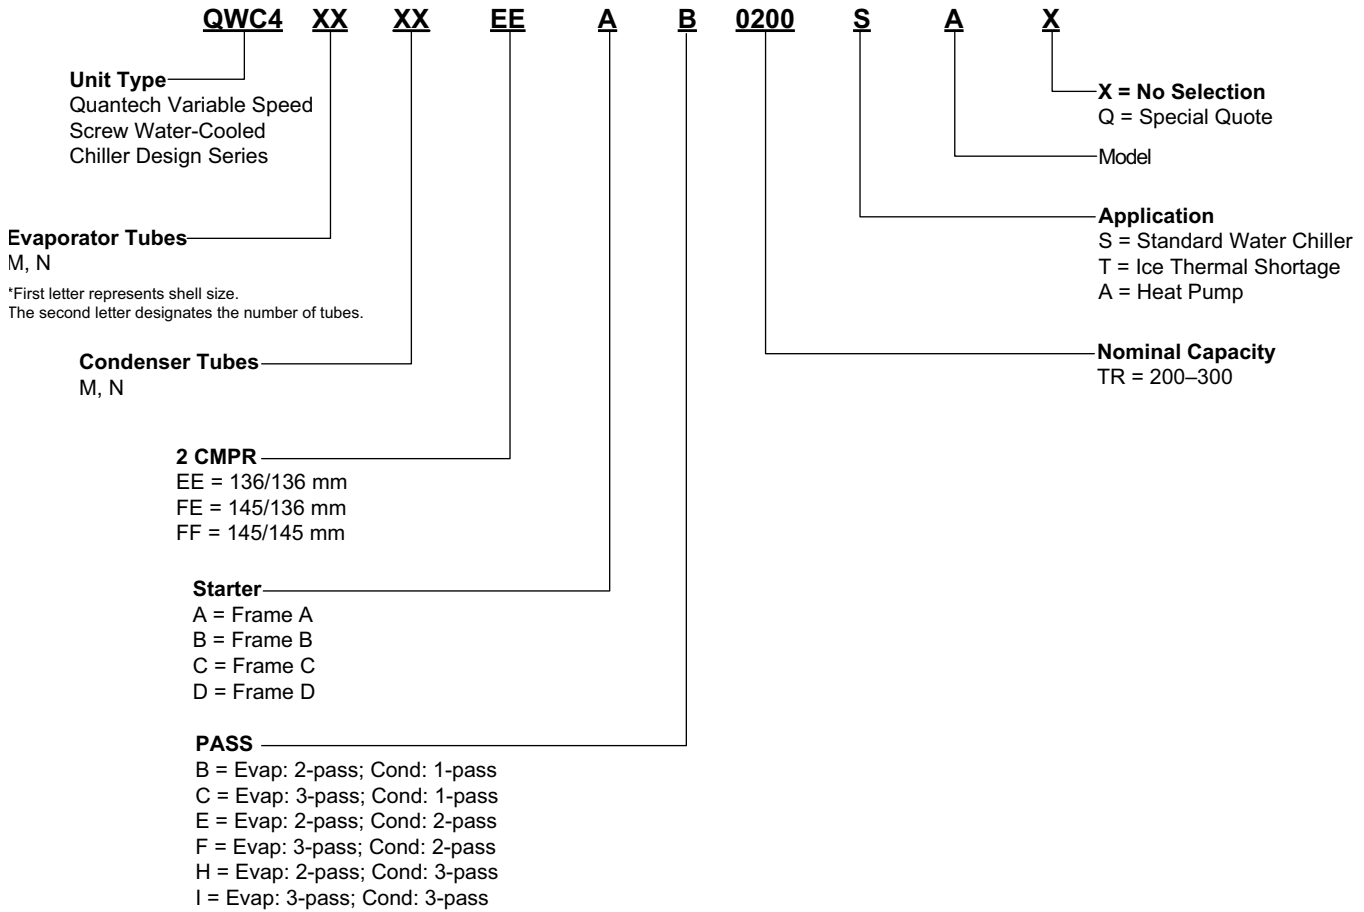 QWC4 XX XX EE A B 0200 S A X
Unit Type
Quantech Variable Speed
Screw Water-Cooled
Chiller Design Series
Evaporator Tubes
M, N
*First letter represents shell size.
The second letter designates the number of tubes.
Condenser Tubes
M, N
2 CMPR
EE = 136/136 mm
FE = 145/136 mm
FF = 145/145 mm
Starter
A = Frame A
B = Frame B
C = Frame C
D = Frame D
PASS
B = Evap: 2-pass; Cond: 1-pass
C = Evap: 3-pass; Cond: 1-pass
E = Evap: 2-pass; Cond: 2-pass
F = Evap: 3-pass; Cond: 2-pass
H = Evap: 2-pass; Cond: 3-pass
I = Evap: 3-pass; Cond: 3-pass
X = No Selection
Q = Special Quote
Model
Application
S = Standard Water Chiller
T = Ice Thermal Shortage
A = Heat Pump
Nominal Capacity
TR = 200–300